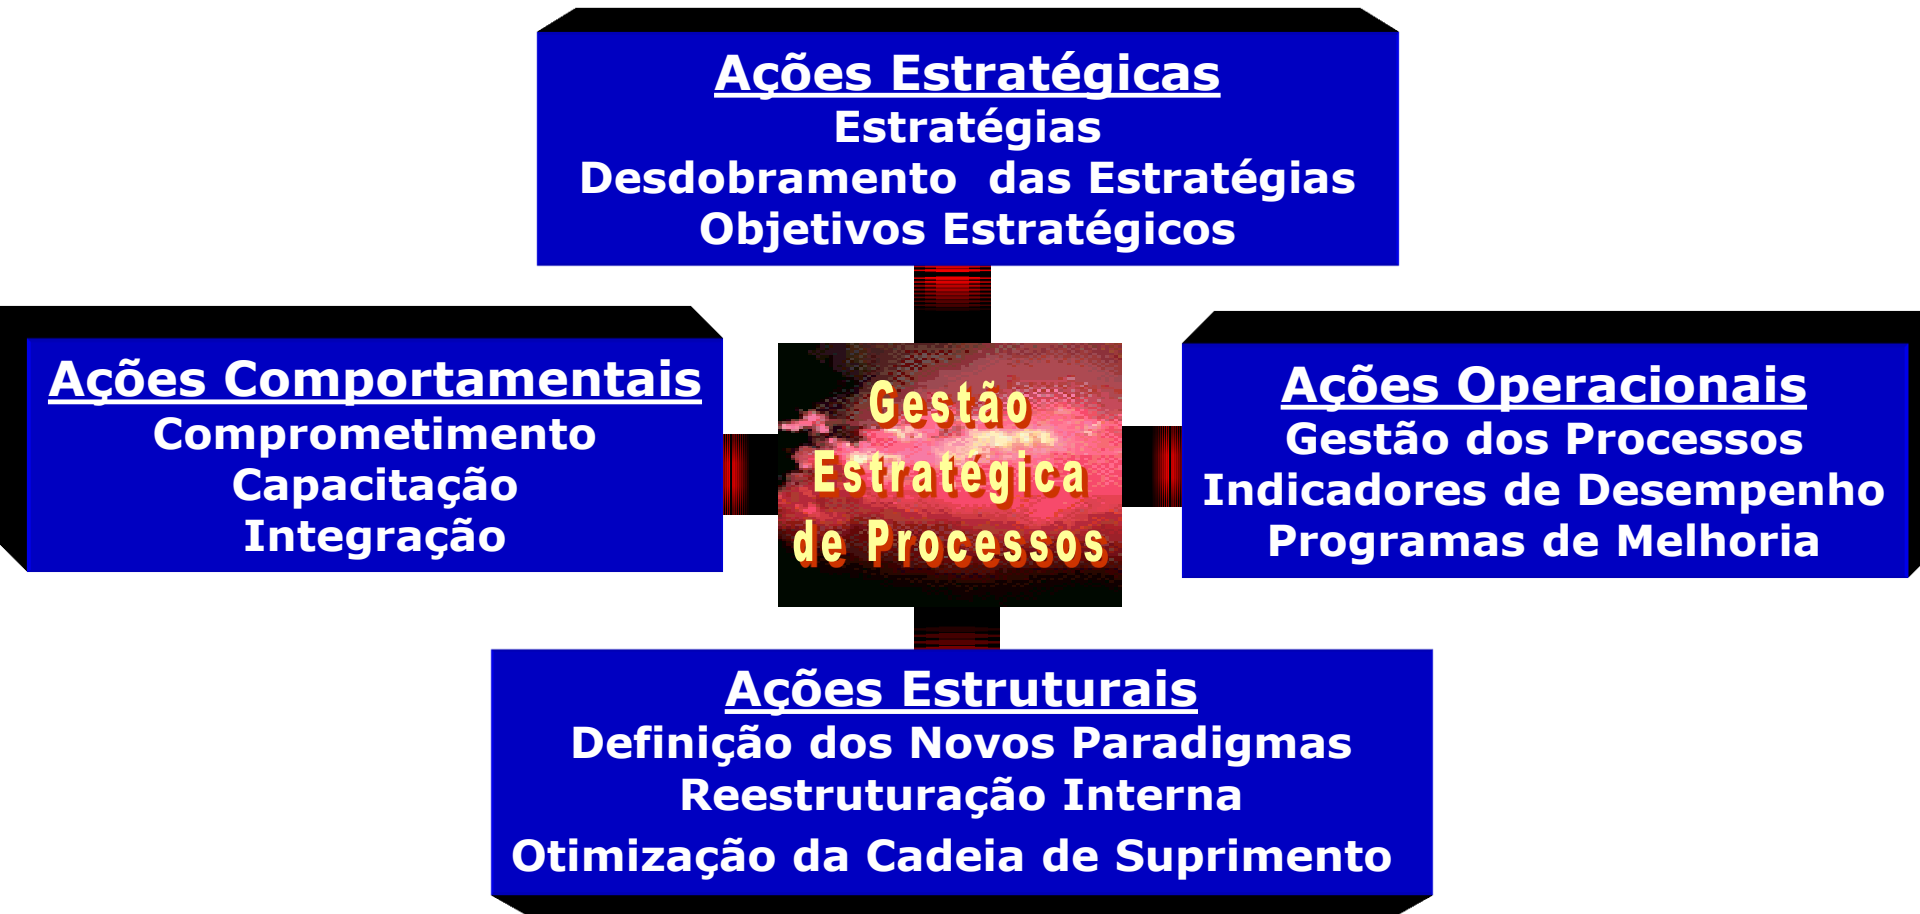 Ações Estratégicas
Estratégias
Desdobramento das Estratégias
Objetivos Estratégicos
Ações Comportamentais
Comprometimento
Capacitação
Integração
Gestão
Estratégica
de Processos
Ações Operacionais
Gestão dos Processos
Indicadores de Desempenho
Programas de Melhoria
Ações Estruturais
Definição dos Novos Paradigmas
Reestruturação Interna
Otimização da Cadeia de Suprimento